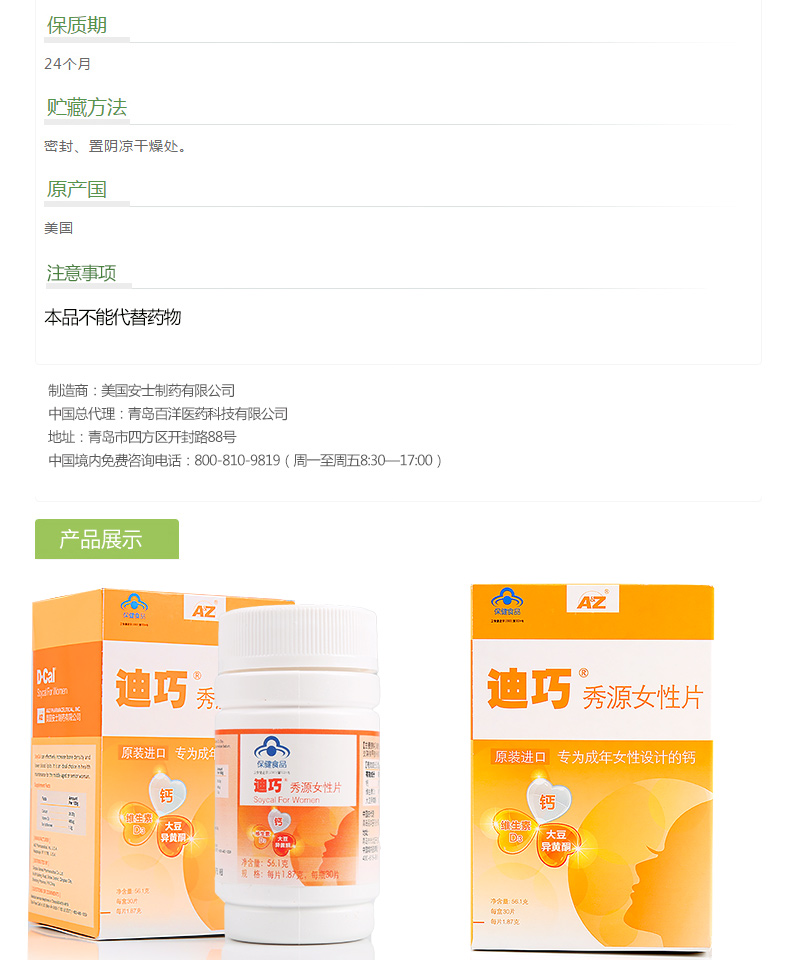 保质期
24个月
贮藏方法
密封、置阴凉干燥处。
原产国
美国
注意事项
本品不能代替药物
制造商：美国安士制药有限公司
中国总代理：青岛百洋医药科技有限公司
地址：青岛市四方区开封路88号
中国境内免费咨询电话：800-810-9819（周一至周五8:30—17:00）
产品展示
保健食品
A&Z
D-Cal
Soycal For Women
迪巧® 秀
原装进口 专为成年
钙
维生素
D3
大豆
异黄酮
净含量: 56.1克
每盒30片
每片1.87克
保健食品
迪巧® 秀源女性片
Soycal For Women
钙
维生素
D3
大豆
异黄酮
净含量: 56.1克
规 格: 每片1.87克, 每盒30片
保健食品
A&Z®
迪巧® 秀源女性片
原装进口 专为成年女性设计的钙
钙
维生素
D3
大豆
异黄酮
净含量: 56.1克
每盒30片
每片1.87克